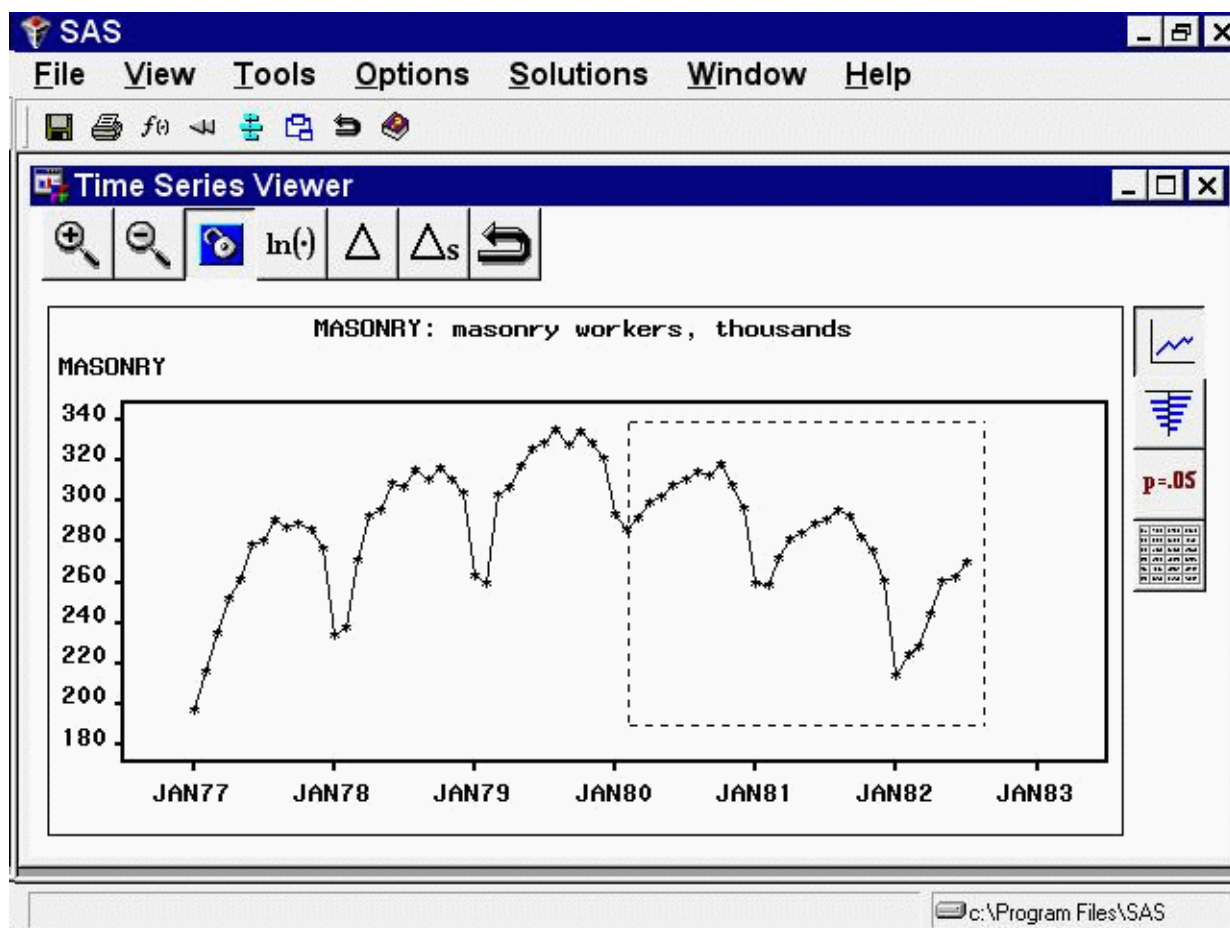 SAS
File View Tools Options Solutions Window Help
f(·)
Time Series Viewer
ln(·) Δ Δs
MASONRY: masonry workers, thousands
MASONRY
340
320
300
280
260
240
220
200
180
p=.05
JAN77 JAN78 JAN79 JAN80 JAN81 JAN82 JAN83
c:\Program Files\SAS